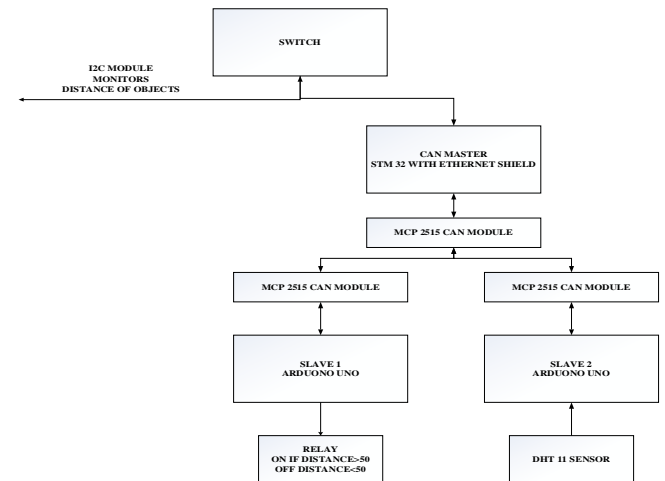 SWITCH
I2C MODULE
MONITORS
DISTANCE OF OBJECTS
CAN MASTER
STM 32 WITH ETHERNET SHIELD
MCP 2515 CAN MODULE
MCP 2515 CAN MODULE
MCP 2515 CAN MODULE
SLAVE 1
ARDUONO UNO
SLAVE 2
ARDUONO UNO
RELAY
ON IF DISTANCE>50
OFF DISTANCE<50
DHT 11 SENSOR